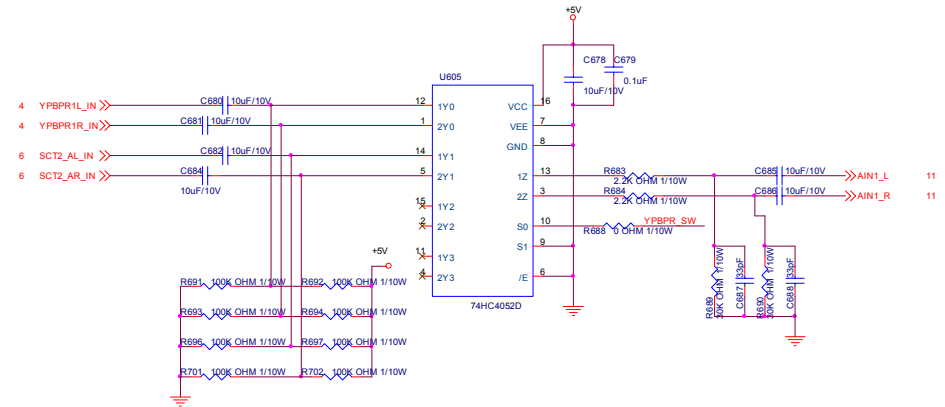 +5V
C678
C679
0.1uF
10uF/10V
U605
4 YPBPR1L_IN
C680 10uF/10V
12 1Y0
VCC 16
4 YPBPR1R_IN
C681 10uF/10V
1 2Y0
VEE 7
GND 8
6 SCT2_AL_IN
C682 10uF/10V
14 1Y1
6 SCT2_AR_IN
C684
10uF/10V
5 2Y1
1Z 13
R683
2.2K OHM 1/10W
C685 10uF/10V
AIN1_L 11
2Z 3
R684
2.2K OHM 1/10W
C686 10uF/10V
AIN1_R 11
15 1Y2
2 2Y2
S0 10
R688 0 OHM 1/10W
YPBPR_SW
S1 9
11 1Y3
4 2Y3
/E 6
74HC4052D
+5V
R691 100K OHM 1/10W
R692 100K OHM 1/10W
R693 100K OHM 1/10W
R694 100K OHM 1/10W
R696 100K OHM 1/10W
R697 100K OHM 1/10W
R701 100K OHM 1/10W
R702 100K OHM 1/10W
R689
30K OHM 1/10W
C687 33pF
R690
30K OHM 1/10W
C688 33pF